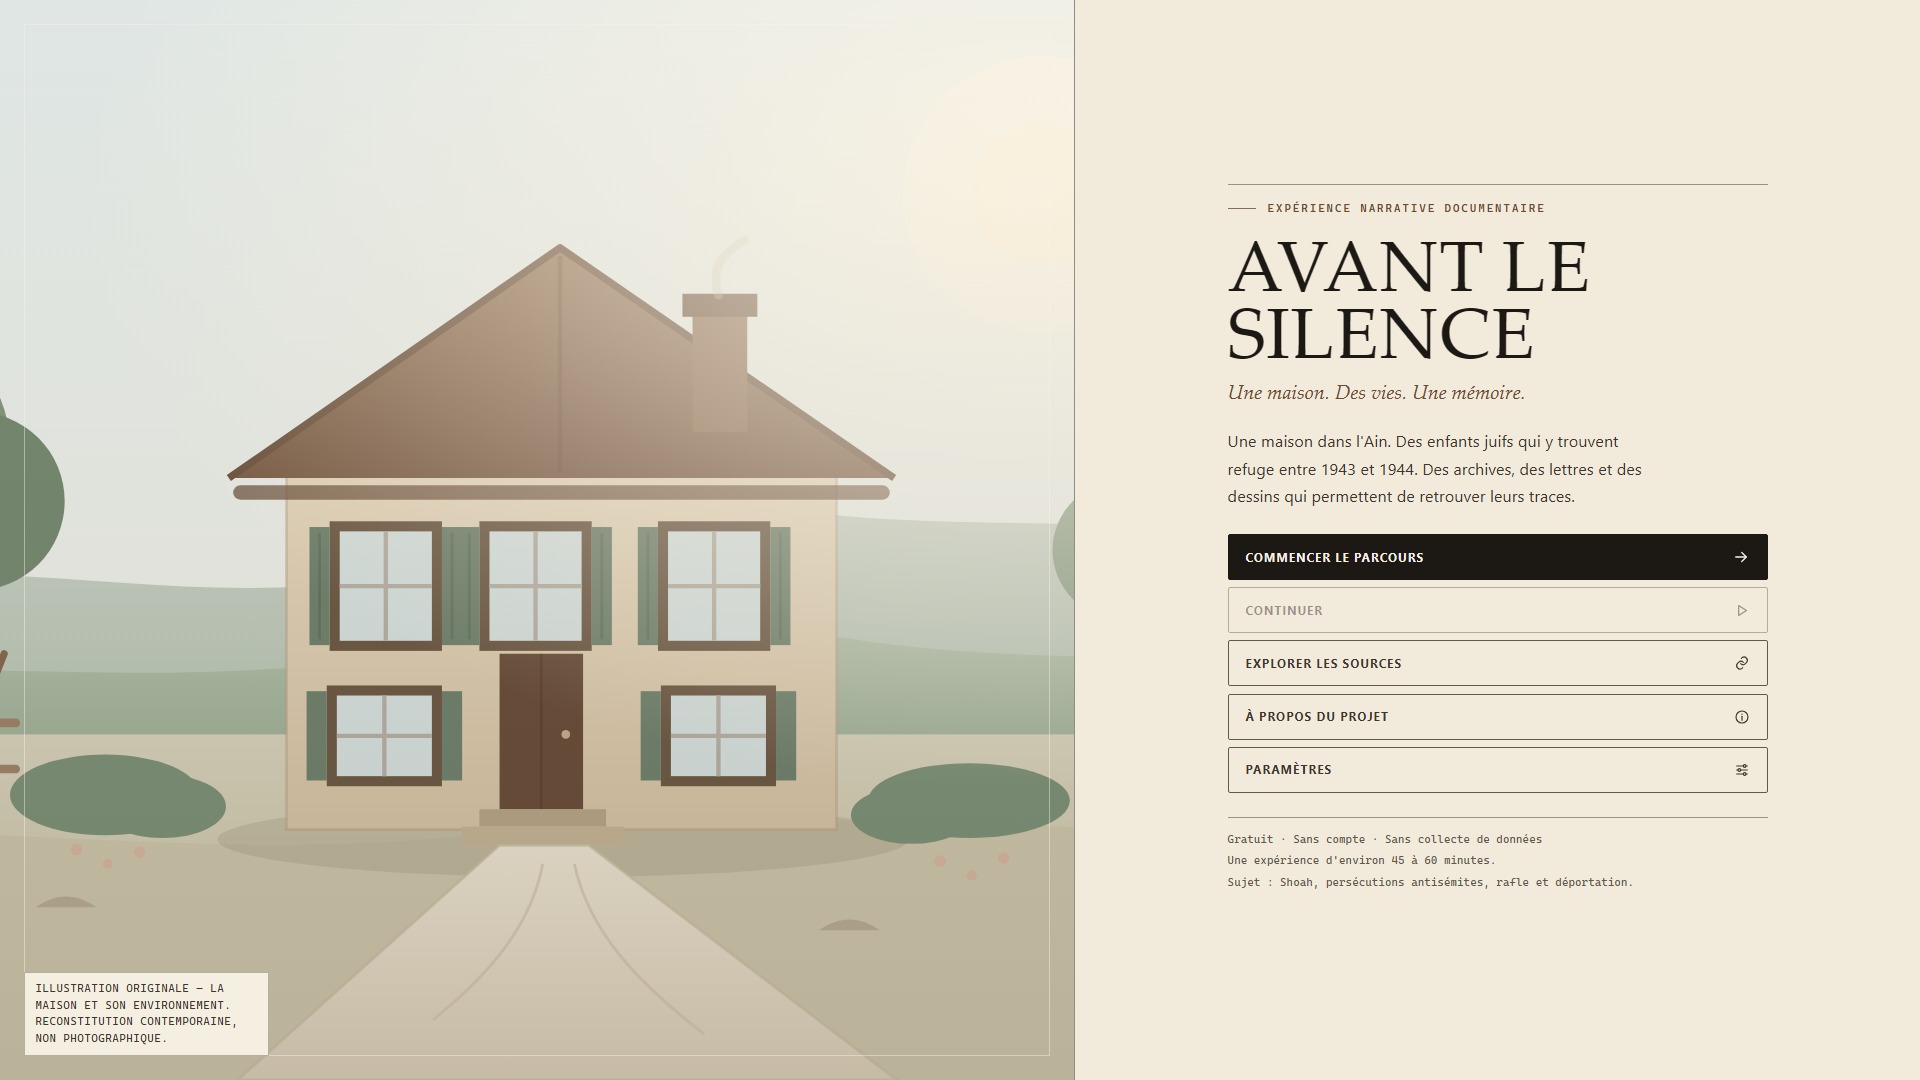 EXPÉRIENCE NARRATIVE DOCUMENTAIRE
AVANT LE
SILENCE
Une maison. Des vies. Une mémoire.
Une maison dans l'Ain. Des enfants juifs qui y trouvent
refuge entre 1943 et 1944. Des archives, des lettres et des
dessins qui permettent de retrouver leurs traces.
COMMENCER LE PARCOURS
CONTINUER
EXPLORER LES SOURCES
À PROPOS DU PROJET
PARAMÈTRES
Gratuit · Sans compte · Sans collecte de données
Une expérience d'environ 45 à 60 minutes.
Sujet : Shoah, persécutions antisémites, rafle et déportation.
ILLUSTRATION ORIGINALE — LA
MAISON ET SON ENVIRONNEMENT.
RECONSTITUTION CONTEMPORAINE,
NON PHOTOGRAPHIQUE.